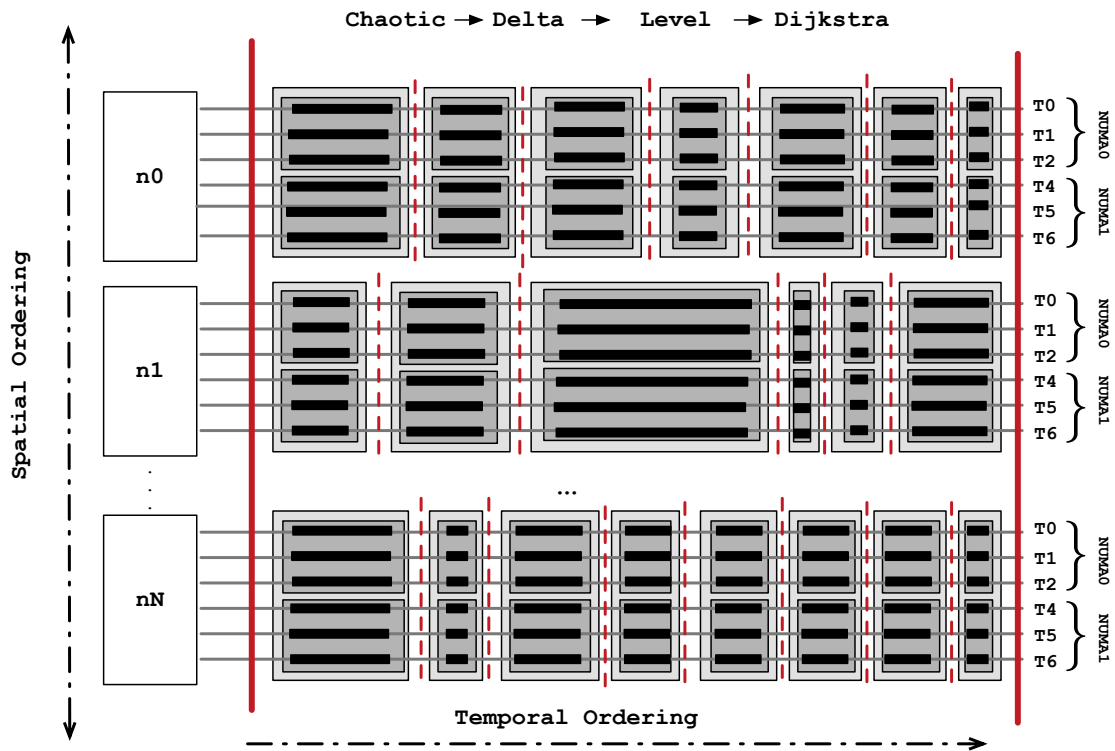 Chaotic → Delta → Level → Dijkstra
Spatial Ordering
n0
T0
T1
T2
T4
T5
T6
NUMA0
NUMA1
n1
T0
T1
T2
T4
T5
T6
NUMA0
NUMA1
...
nN
T0
T1
T2
T4
T5
T6
NUMA0
NUMA1
Temporal Ordering